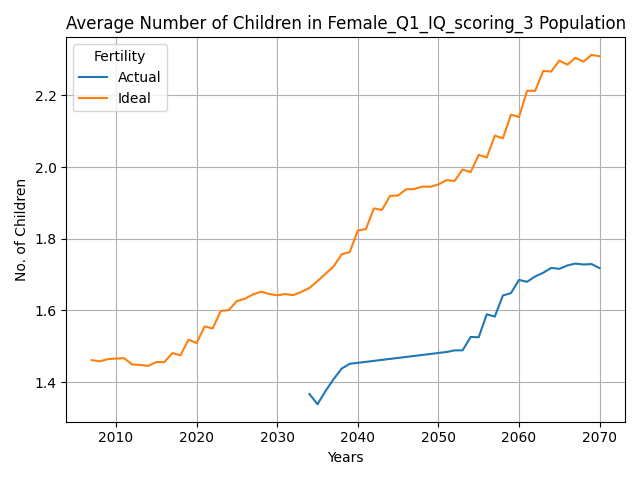 Average Number of Children in Female_Q1_IQ_scoring_3 Population
Fertility
Actual
Ideal
No. of Children
2.2
2.0
1.8
1.6
1.4
2010 2020 2030 2040 2050 2060 2070
Years